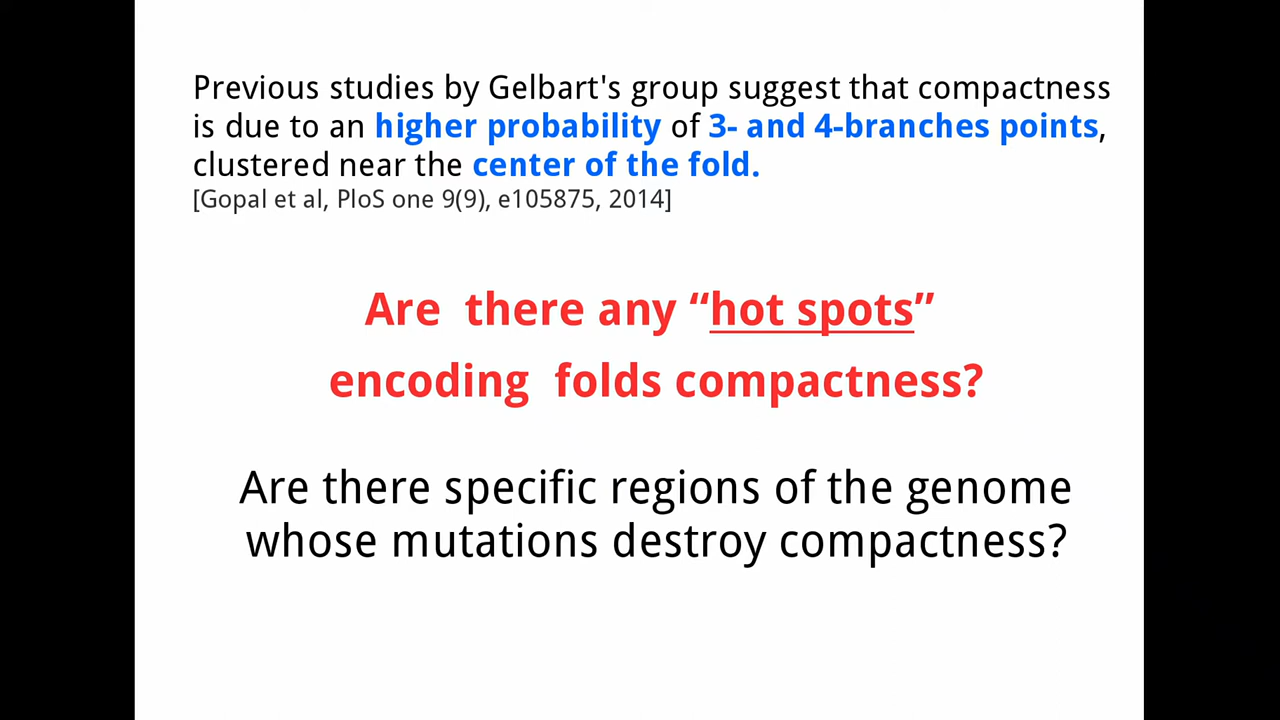 Previous studies by Gelbart's group suggest that compactness
is due to an higher probability of 3- and 4-branches points,
clustered near the center of the fold.
[Gopal et al, PloS one 9(9), e105875, 2014]
Are there any “hot spots”
encoding folds compactness?
Are there specific regions of the genome
whose mutations destroy compactness?